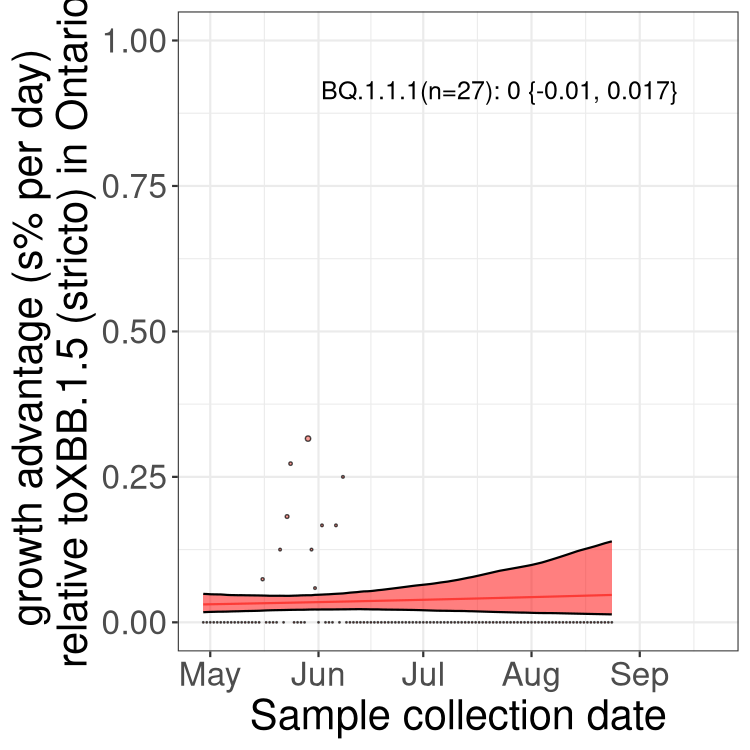 growth advantage (s% per day)
relative toXBB.1.5 (stricto) in Ontario
1.00
0.75
0.50
0.25
0.00
BQ.1.1.1(n=27): 0 {-0.01, 0.017}
May Jun Jul Aug Sep
Sample collection date